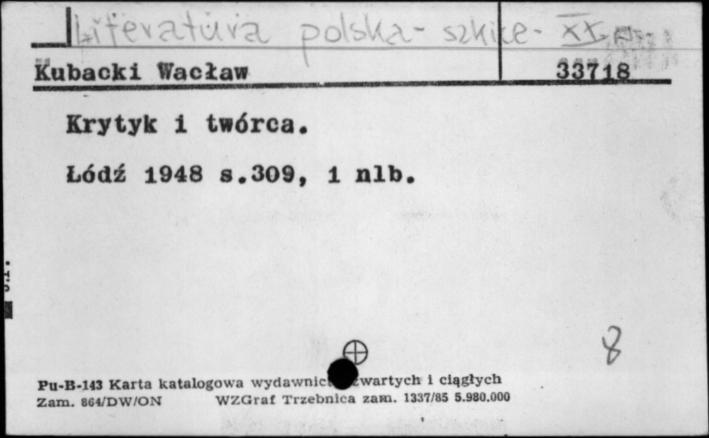 Literatura polska - szkice - XX w.
Kubacki Wacław 33718
Krytyk i twórca.
Łódź 1948 s.309, 1 nlb.
8
Pu-B-143 Karta katalogowa wydawnic zwartych i ciągłych
Zam. 864/DW/ON WZGraf Trzebnica zam. 1337/85 5.980.000